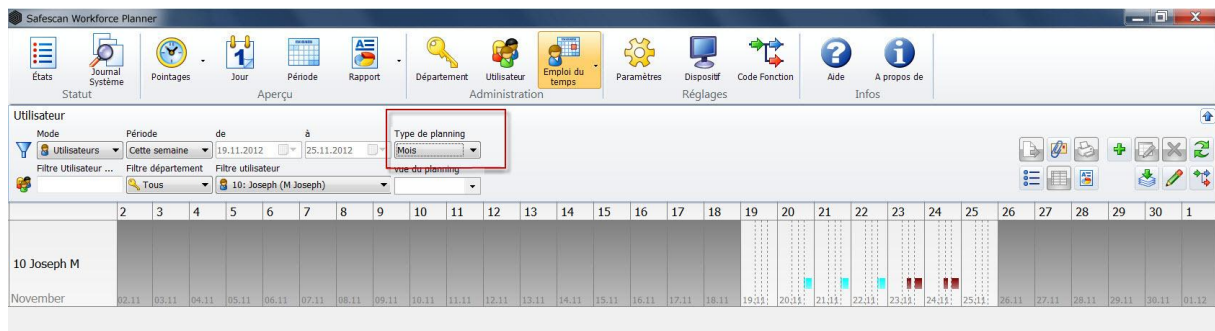 Safescan Workforce Planner
États
Journal Système
Pointages
Jour
Période
Rapport
Département
Utilisateur
Emploi du temps
Paramètres
Dispositif
Code Fonction
Aide
A propos de
Statut
Aperçu
Administration
Réglages
Infos
Utilisateur
Mode
Période
de
à
Type de planning
Utilisateurs
Cette semaine
19.11.2012
25.11.2012
Mois
Filtre Utilisateur ...
Filtre département
Filtre utilisateur
vue du planning
Tous
10: Joseph (M Joseph)
2 3 4 5 6 7 8 9 10 11 12 13 14 15 16 17 18 19 20 21 22 23 24 25 26 27 28 29 30 1
10 Joseph M
November 02.11 03.11 04.11 05.11 06.11 07.11 08.11 09.11 10.11 11.11 12.11 13.11 14.11 15.11 16.11 17.11 18.11 19.11 20.11 21.11 22.11 23.11 24.11 25.11 26.11 27.11 28.11 29.11 30.11 01.12